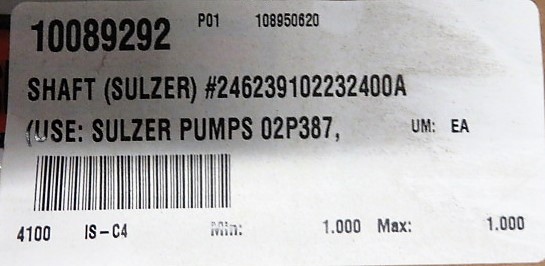 10089292 P01 108950620
SHAFT (SULZER) #246239102232400A
(USE: SULZER PUMPS 02P387, UM: EA
4100 IS-C4 Min: 1.000 Max: 1.000